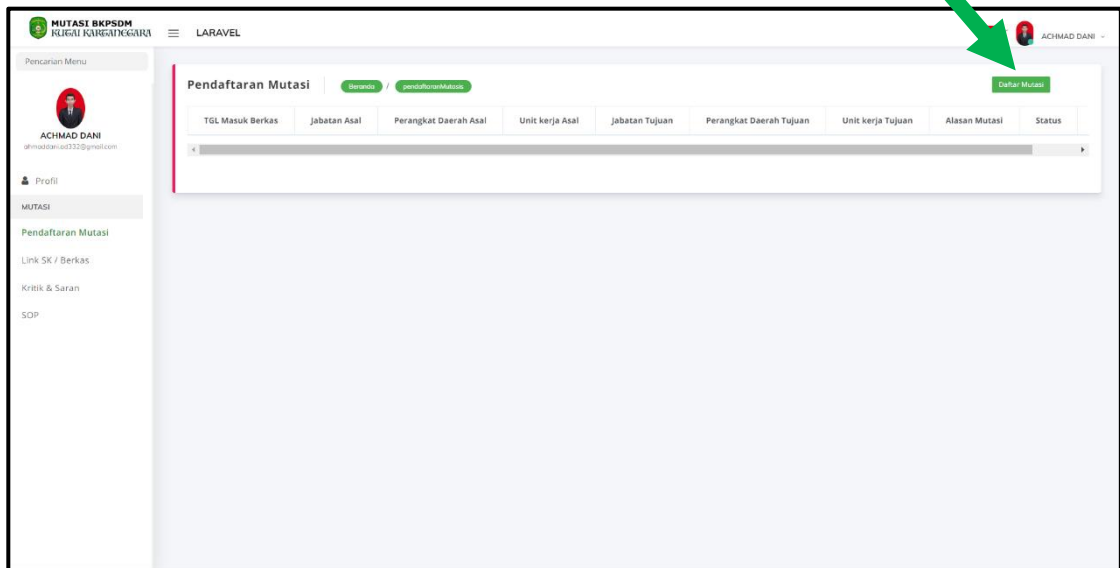 MUTASI BKPSDM
KUTAI KARTANEGARA
LARAVEL
ACHMAD DANI
Pencarian Menu
ACHMAD DANI
Profil
MUTASI
Pendaftaran Mutasi
Link SK / Berkas
Kritik & Saran
SOP
Pendaftaran Mutasi
Beranda / pendaftaranMutasis
Daftar Mutasi
TGL Masuk Berkas Jabatan Asal Perangkat Daerah Asal Unit kerja Asal Jabatan Tujuan Perangkat Daerah Tujuan Unit kerja Tujuan Alasan Mutasi Status